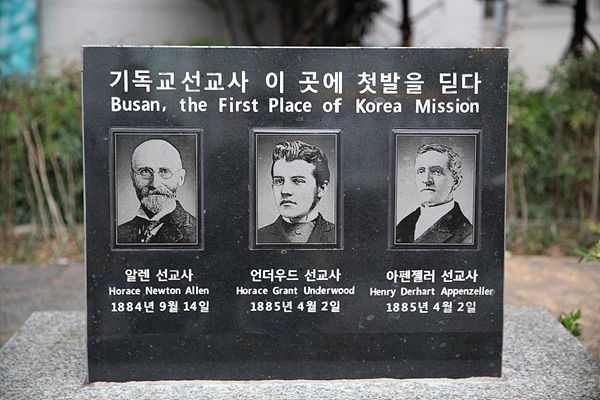 기독교선교사 이 곳에 첫발을 딛다
Busan, the First Place of Korea Mission
알렌 선교사
Horace Newton Allen
1884년 9월 14일
언더우드 선교사
Horace Grant Underwood
1885년 4월 2일
아펜젤러 선교사
Henry Derhart Appenzeller
1885년 4월 2일